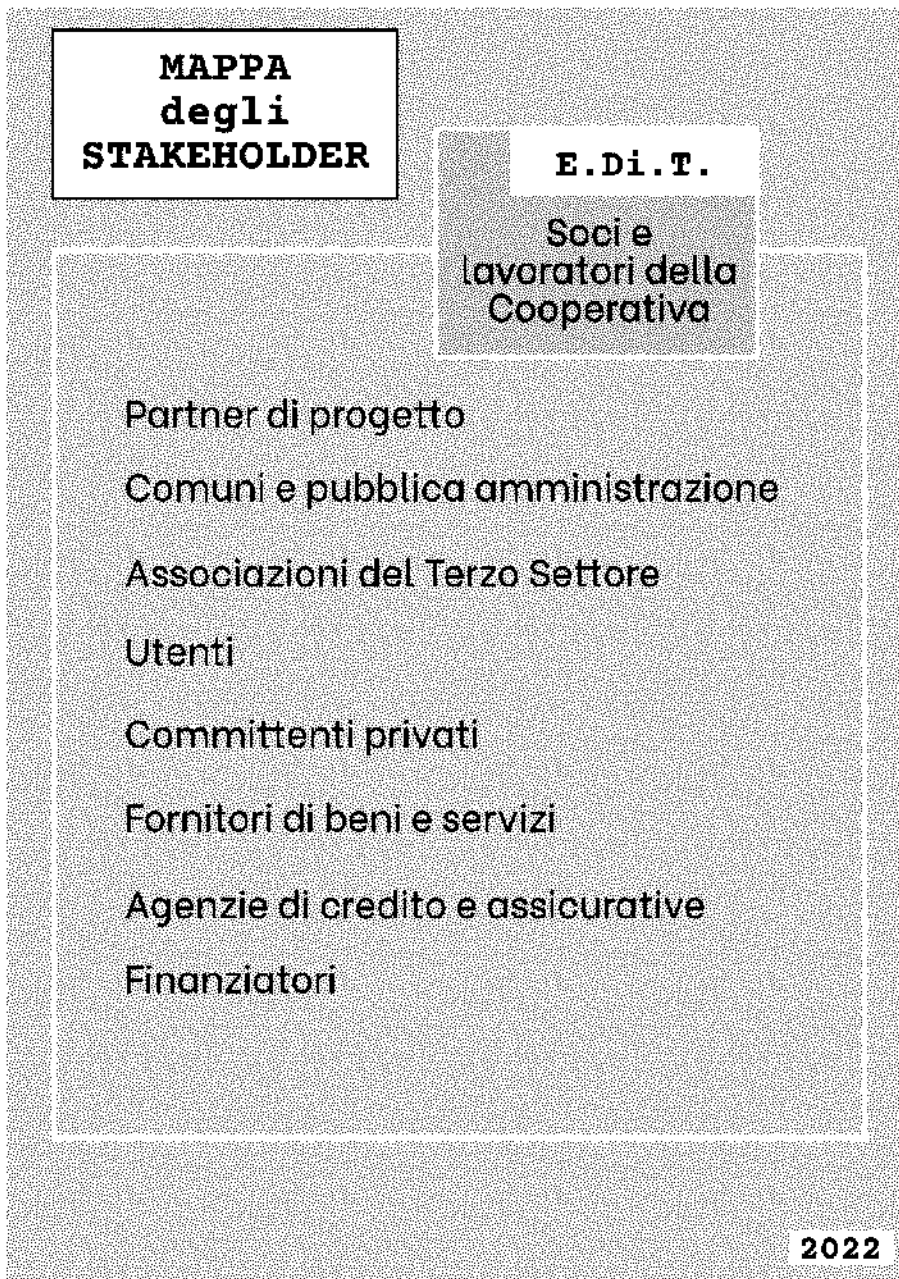 MAPPA
degli
STAKEHOLDER
E.Di.T.
Soci e
lavoratori della
Cooperativa
Partner di progetto
Comuni e pubblica amministrazione
Associazioni del Terzo Settore
Utenti
Committenti privati
Fornitori di beni e servizi
Agenzie di credito e assicurative
Finanziatori
2022